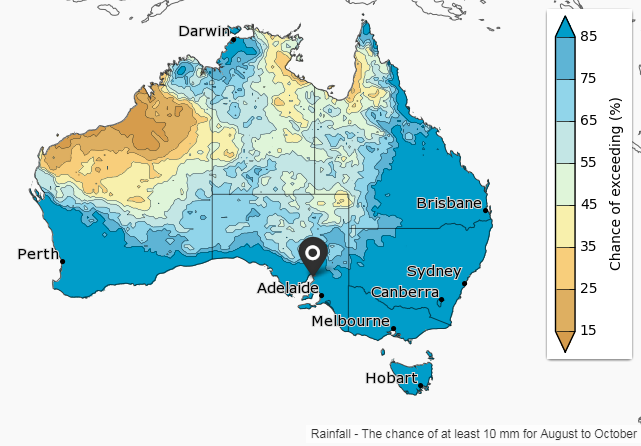 Darwin
85
75
65
55
45
35
25
15
Chance of exceeding (%)
Brisbane
Perth
Sydney
Adelaide
Canberra
Melbourne
Hobart
Rainfall - The chance of at least 10 mm for August to October